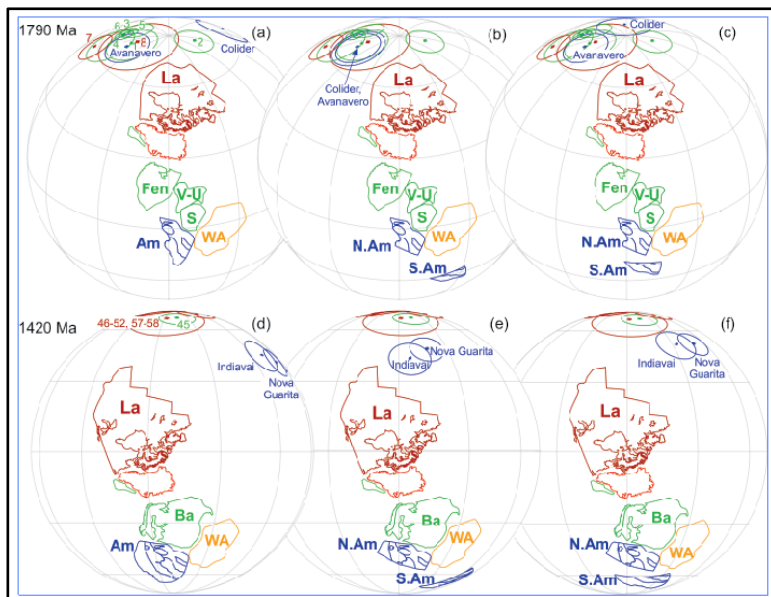 1790 Ma
(a)
7
6
3
5
4
8
2
Avanavero
Colider
La
Fen
V-U
S
Am
WA
(b)
Colider,
Avanavero
La
Fen
V-U
S
N.Am
WA
S.Am
(c)
Colider
Avanavero
La
Fen
V-U
S
N.Am
WA
S.Am
1420 Ma
(d)
46-52, 57-58
45
Indiavai
Nova
Guarita
La
Ba
Am
WA
(e)
Nova Guarita
Indiavai
La
Ba
N.Am
WA
S.Am
(f)
Indiavai
Nova
Guarita
La
Ba
N.Am
WA
S.Am